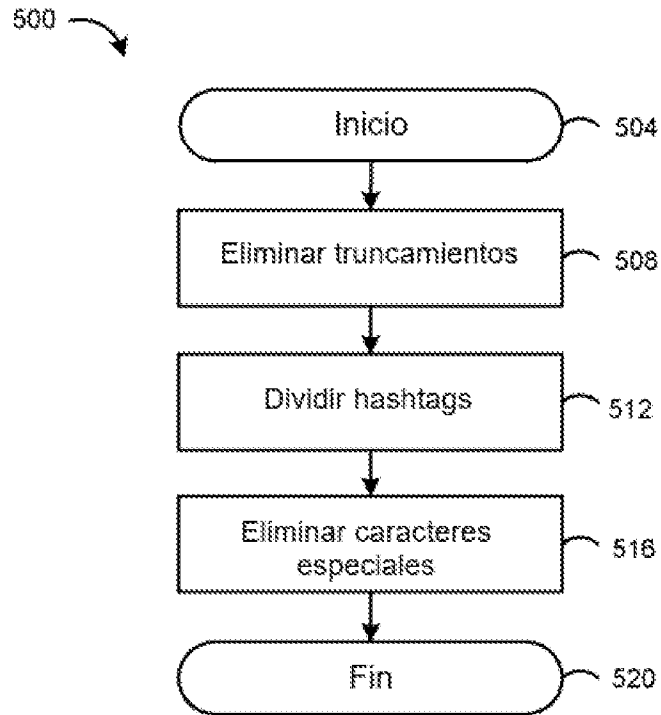 500
Inicio
504
Eliminar truncamientos
508
Dividir hashtags
512
Eliminar caracteres
especiales
516
Fin
520